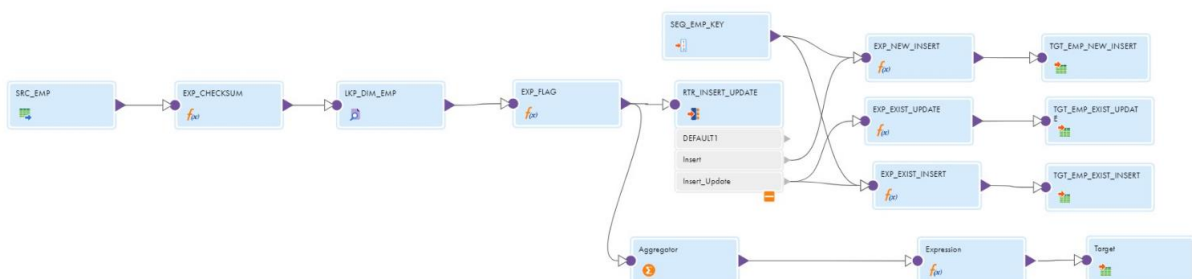 SEQ_EMP_KEY
EXP_NEW_INSERT
f(x)
TGT_EMP_NEW_INSERT
SRC_EMP
EXP_CHECKSUM
f(x)
LKP_DIM_EMP
EXP_FLAG
f(x)
RTR_INSERT_UPDATE
DEFAULT1
Insert
Insert_Update
EXP_EXIST_UPDATE
f(x)
TGT_EMP_EXIST_UPDAT
E
EXP_EXIST_INSERT
f(x)
TGT_EMP_EXIST_INSERT
Aggregator
Σ
Expression
f(x)
Target